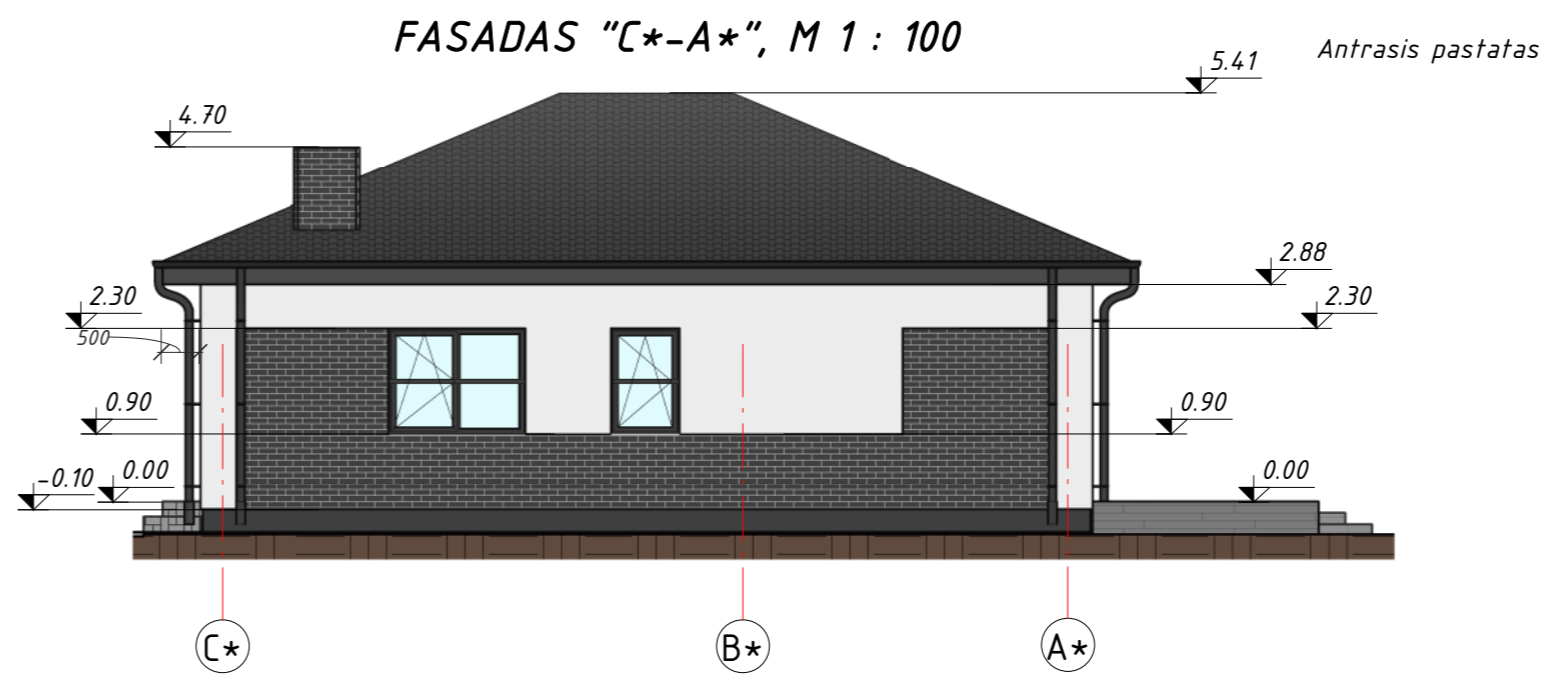 FASADAS "C*-A*", M 1 : 100
Antrasis pastatas
5.41
4.70
2.88
2.30
2.30
500
0.90
0.90
-0.10
0.00
0.00
C*
B*
A*